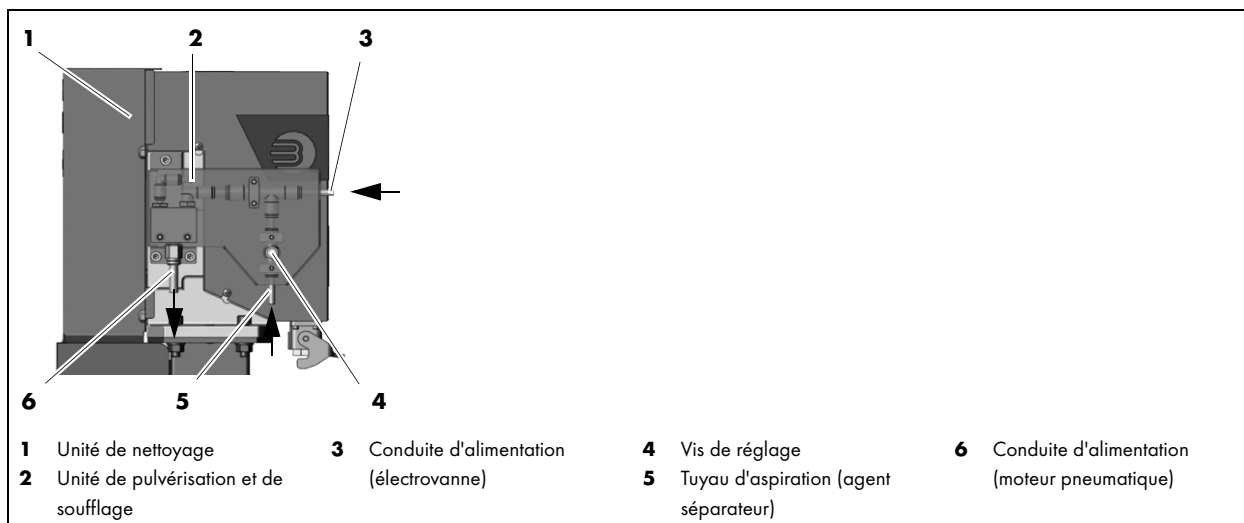 1 2 3
6 5 4
1 Unité de nettoyage
2 Unité de pulvérisation et de
soufflage
3 Conduite d'alimentation
(électrovanne)
4 Vis de réglage
5 Tuyau d'aspiration (agent
séparateur)
6 Conduite d'alimentation
(moteur pneumatique)